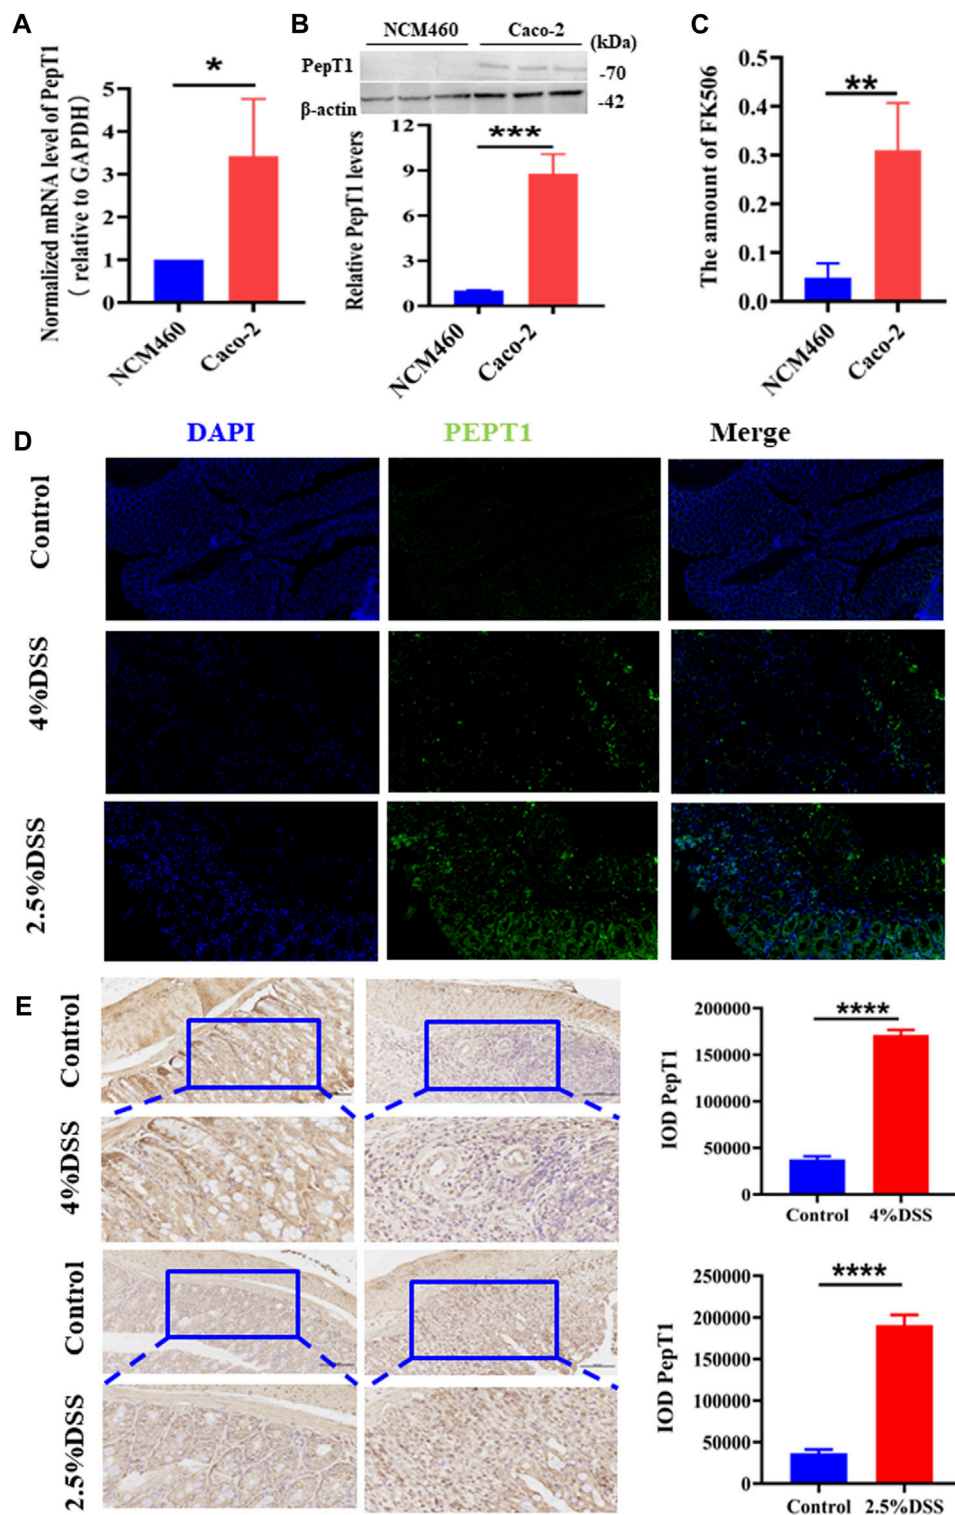 A
Normalized mRNA level of PepT1
( relative to GAPDH)
5
4
3
2
1
0
*
NCM460
Caco-2
B
NCM460
Caco-2
(kDa)
PepT1
-70
β-actin
-42
Relative PepT1 levers
12
9
6
3
0
***
NCM460
Caco-2
C
The amount of FK506
0.5
0.4
0.3
0.2
0.1
0.0
**
NCM460
Caco-2
D
DAPI
PEPT1
Merge
Control
4%DSS
2.5%DSS
E
Control
4%DSS
Control
2.5%DSS
IOD PepT1
200000
150000
100000
50000
0
****
Control
4%DSS
IOD PepT1
250000
200000
150000
100000
50000
0
****
Control
2.5%DSS